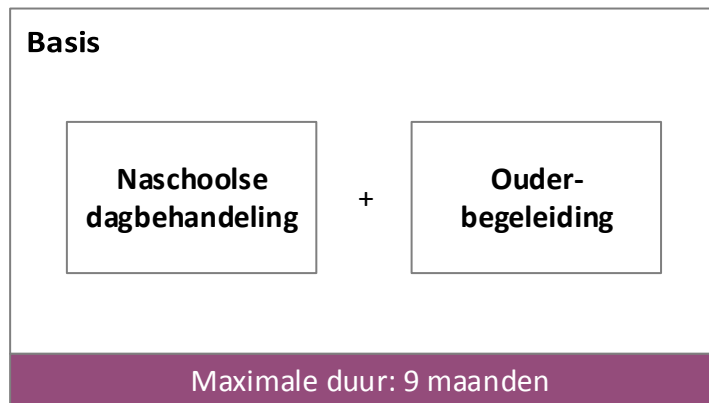 Basis
Naschoolse
dagbehandeling
+
Ouder-
begeleiding
Maximale duur: 9 maanden